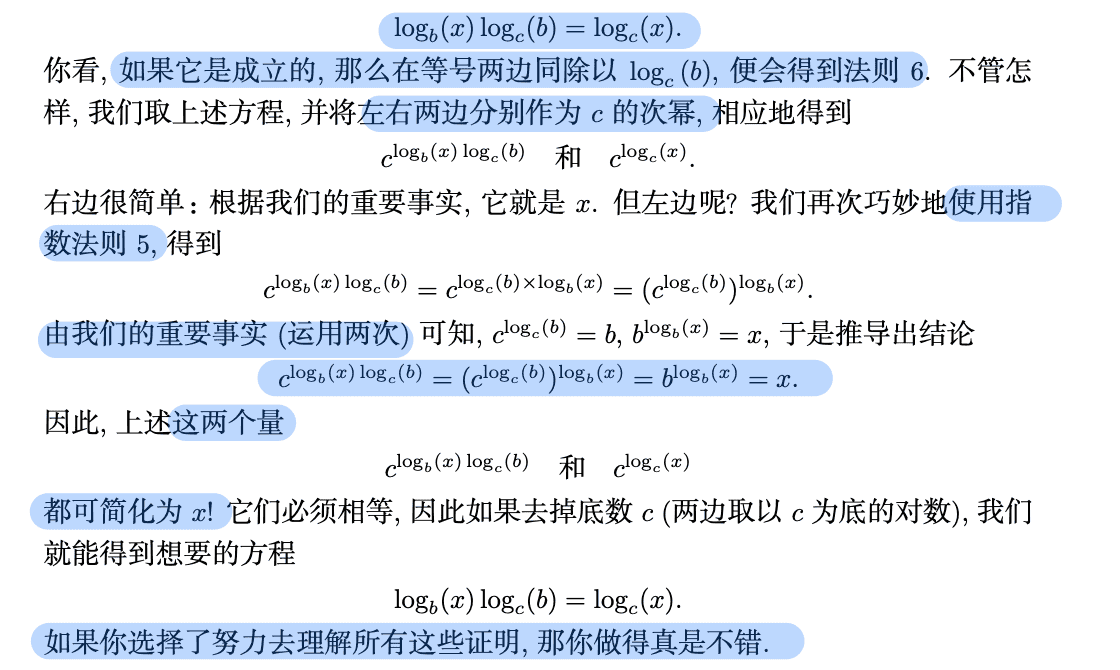 log_b(x) log_c(b) = log_c(x).
你看, 如果它是成立的, 那么在等号两边同除以 log_c (b), 便会得到法则 6. 不管怎
样, 我们取上述方程, 并将左右两边分别作为 c 的次幂, 相应地得到
c^{log_b(x) log_c(b)} 和 c^{log_c(x)}.
右边很简单: 根据我们的重要事实, 它就是 x. 但左边呢? 我们再次巧妙地使用指
数法则 5, 得到
c^{log_b(x) log_c(b)} = c^{log_c(b)×log_b(x)} = (c^{log_c(b)})^{log_b(x)}.
由我们的重要事实 (运用两次) 可知, c^{log_c(b)} = b, b^{log_b(x)} = x, 于是推导出结论
c^{log_b(x) log_c(b)} = (c^{log_c(b)})^{log_b(x)} = b^{log_b(x)} = x.
因此, 上述这两个量
c^{log_b(x) log_c(b)} 和 c^{log_c(x)}
都可简化为 x! 它们必须相等, 因此如果去掉底数 c (两边取以 c 为底的对数), 我们
就能得到想要的方程
log_b(x) log_c(b) = log_c(x).
如果你选择了努力去理解所有这些证明, 那你做得真是不错.